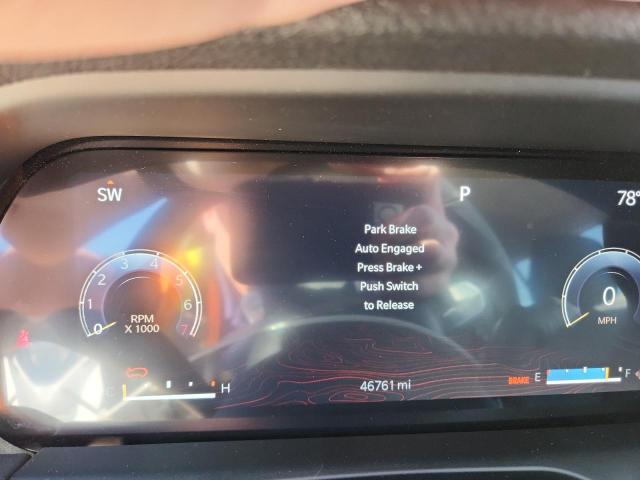 SW
P
78°
Park Brake
Auto Engaged
Press Brake +
Push Switch
to Release
0 1 2 3 4 5 6 7
RPM
X 1000
0
MPH
C H
46761 mi
BRAKE
E F